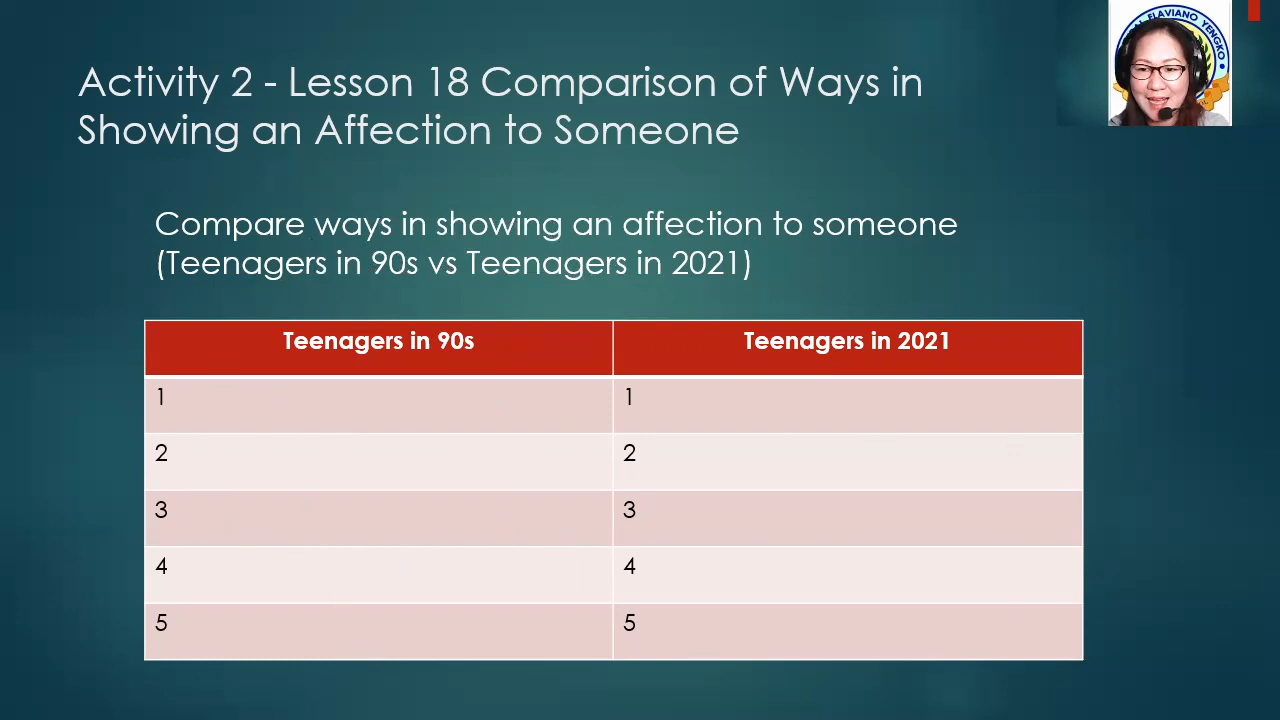 Activity 2 - Lesson 18 Comparison of Ways in
Showing an Affection to Someone
FLAVIANO YENGKO
Compare ways in showing an affection to someone
(Teenagers in 90s vs Teenagers in 2021)
Teenagers in 90s Teenagers in 2021
1 1
2 2
3 3
4 4
5 5